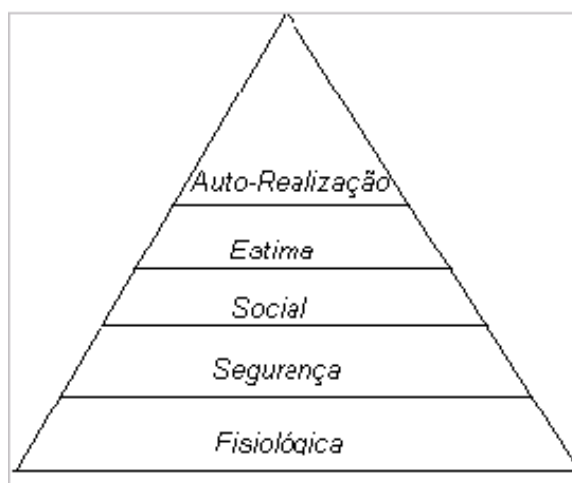 Auto-Realização
Estima
Social
Segurança
Fisiológica